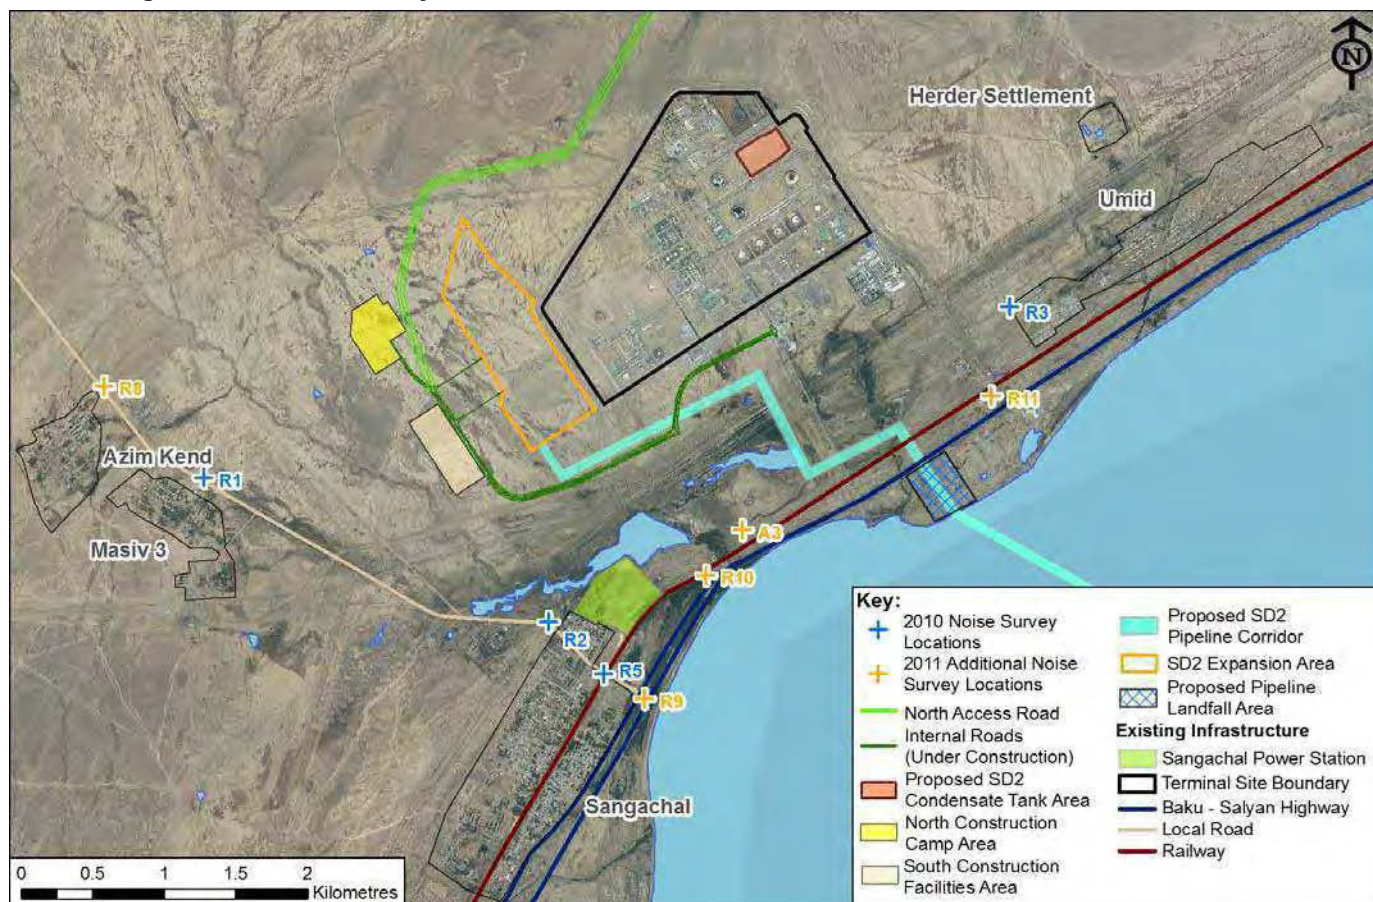 N
Herder Settlement
Umid
R3
R8
R11
Azim Kend
R1
Masiv 3
A3
R10
R2
R5
R9
Sangachal
0 0.5 1 1.5 2
Kilometres
Key:
2010 Noise Survey
Locations
2011 Additional Noise
Survey Locations
North Access Road
Internal Roads
(Under Construction)
Proposed SD2
Condensate Tank Area
North Construction
Camp Area
South Construction
Facilities Area
Proposed SD2
Pipeline Corridor
SD2 Expansion Area
Proposed Pipeline
Landfall Area
Existing Infrastructure
Sangachal Power Station
Terminal Site Boundary
Baku - Salyan Highway
Local Road
Railway